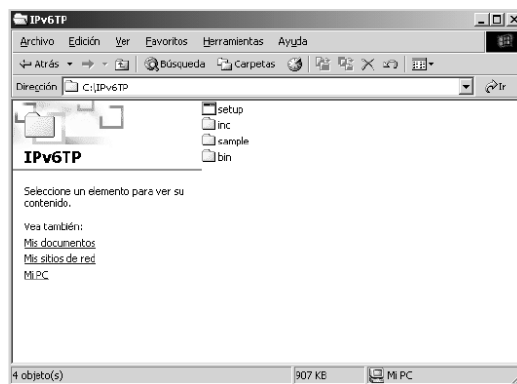 IPv6TP
Archivo Edición Ver Favoritos Herramientas Ayuda
Atrás Búsqueda Carpetas
Dirección C:\IPv6TP Ir
IPv6TP
Seleccione un elemento para ver su
contenido.
Vea también:
Mis documentos
Mis sitios de red
Mi PC
setup
inc
sample
bin
4 objeto(s) 907 KB Mi PC